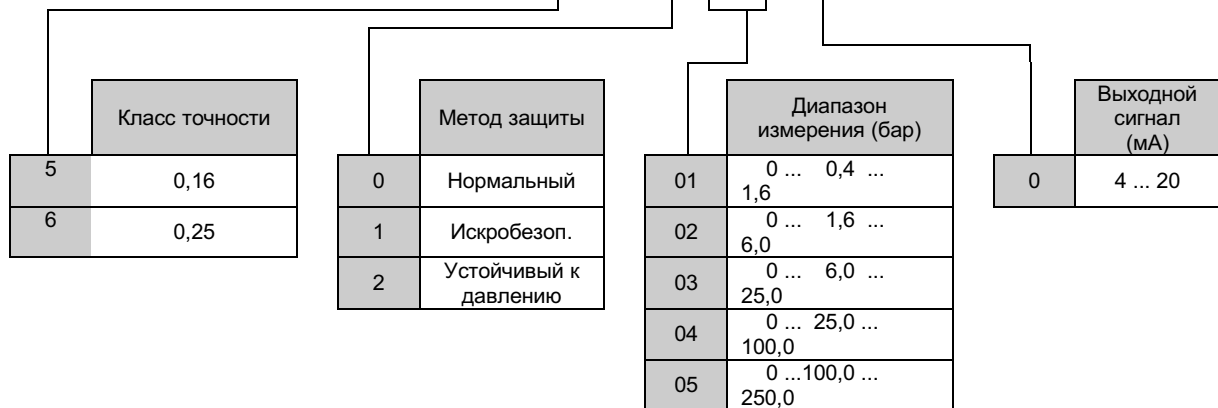 Класс точности
5
0,16
6
0,25
Метод защиты
0
Нормальный
1
Искробезоп.
2
Устойчивый к
давлению
Диапазон
измерения (бар)
01
0 ... 0,4 ...
1,6
02
0 ... 1,6 ...
6,0
03
0 ... 6,0 ...
25,0
04
0 ... 25,0 ...
100,0
05
0 ...100,0 ...
250,0
Выходной
сигнал
(мА)
0
4 ... 20